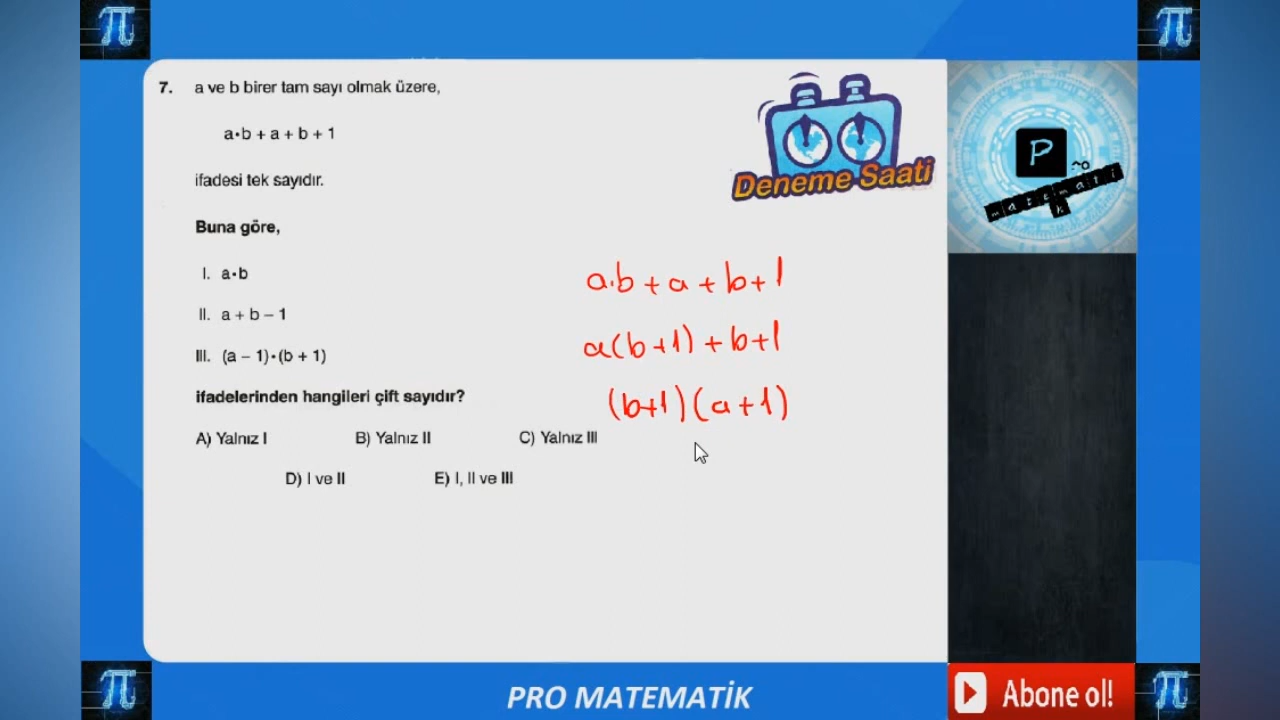 7. a ve b birer tam sayı olmak üzere,
a•b + a + b + 1
ifadesi tek sayıdır.
Buna göre,
I. a•b
II. a + b – 1
III. (a – 1)•(b + 1)
ifadelerinden hangileri çift sayıdır?
A) Yalnız I B) Yalnız II C) Yalnız III
D) I ve II E) I, II ve III
a.b + a + b + 1
a(b+1) + b+1
(b+1)(a+1)
Deneme Saati
P
ro
matemati
k
PRO MATEMATİK
Abone ol!